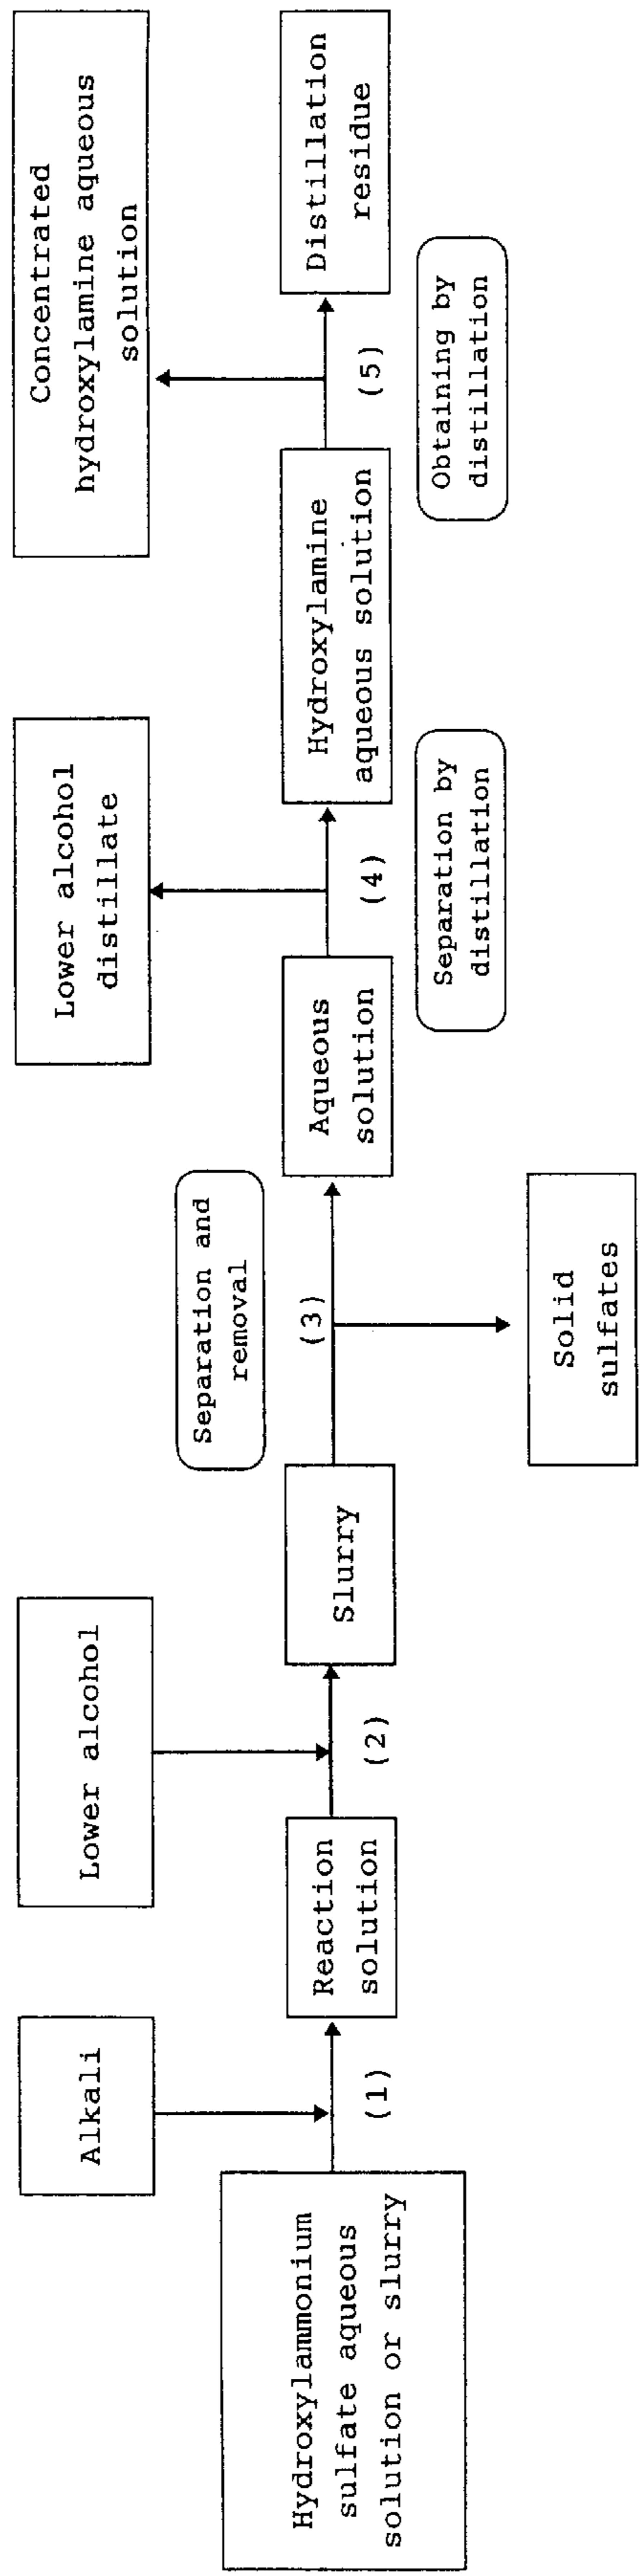 Hydroxylammonium
sulfate aqueous
solution or slurry
Alkali
(1)
Reaction
solution
Lower alcohol
(2)
Slurry
Separation and
removal
(3)
Solid
sulfates
Aqueous
solution
Lower alcohol
distillate
(4)
Separation by
distillation
Hydroxylamine
aqueous solution
Concentrated
hydroxylamine aqueous
solution
(5)
Obtaining by
distillation
Distillation
residue